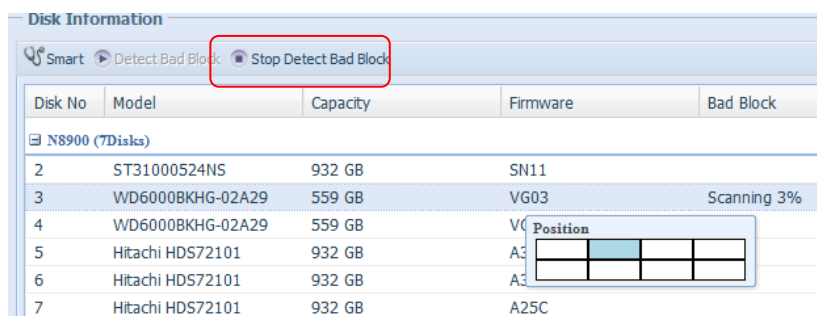 Disk Information
Smart Detect Bad Block Stop Detect Bad Block
Disk No Model Capacity Firmware Bad Block
N8900 (7Disks)
2 ST31000524NS 932 GB SN11
3 WD6000BKHG-02A29 559 GB VG03 Scanning 3%
4 WD6000BKHG-02A29 559 GB
Position
5 Hitachi HDS72101 932 GB
6 Hitachi HDS72101 932 GB
7 Hitachi HDS72101 932 GB A25C